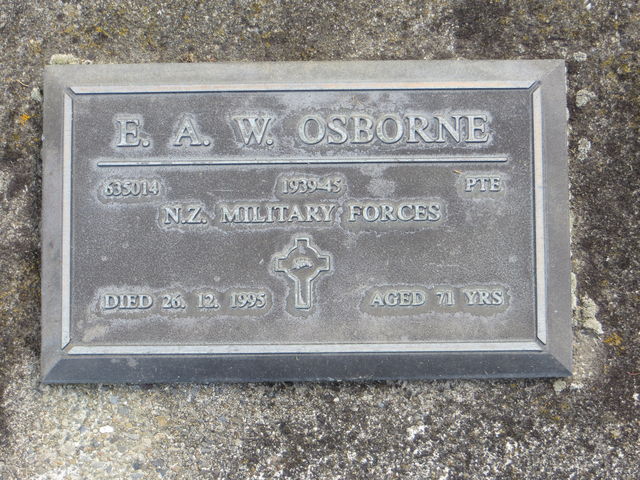 E. A. W. OSBORNE
635014 1939-45 PTE
N.Z. MILITARY FORCES
DIED 26. 12. 1995 AGED 71 YRS